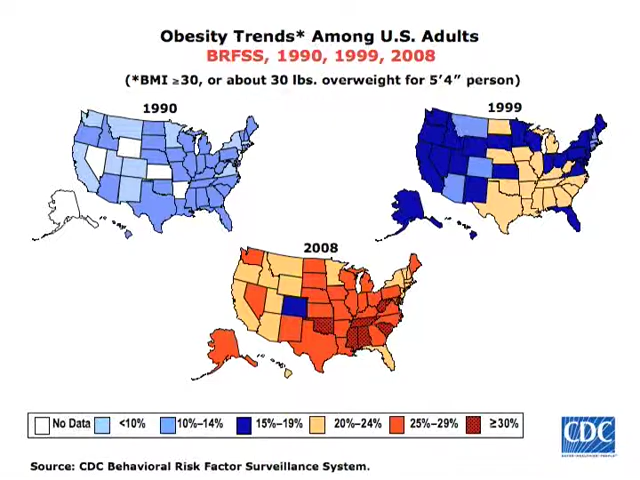 Obesity Trends* Among U.S. Adults
BRFSS, 1990, 1999, 2008
(*BMI ≥30, or about 30 lbs. overweight for 5’4” person)
1990
1999
2008
No Data <10% 10%–14% 15%–19% 20%–24% 25%–29% ≥30%
CDC
Source: CDC Behavioral Risk Factor Surveillance System.